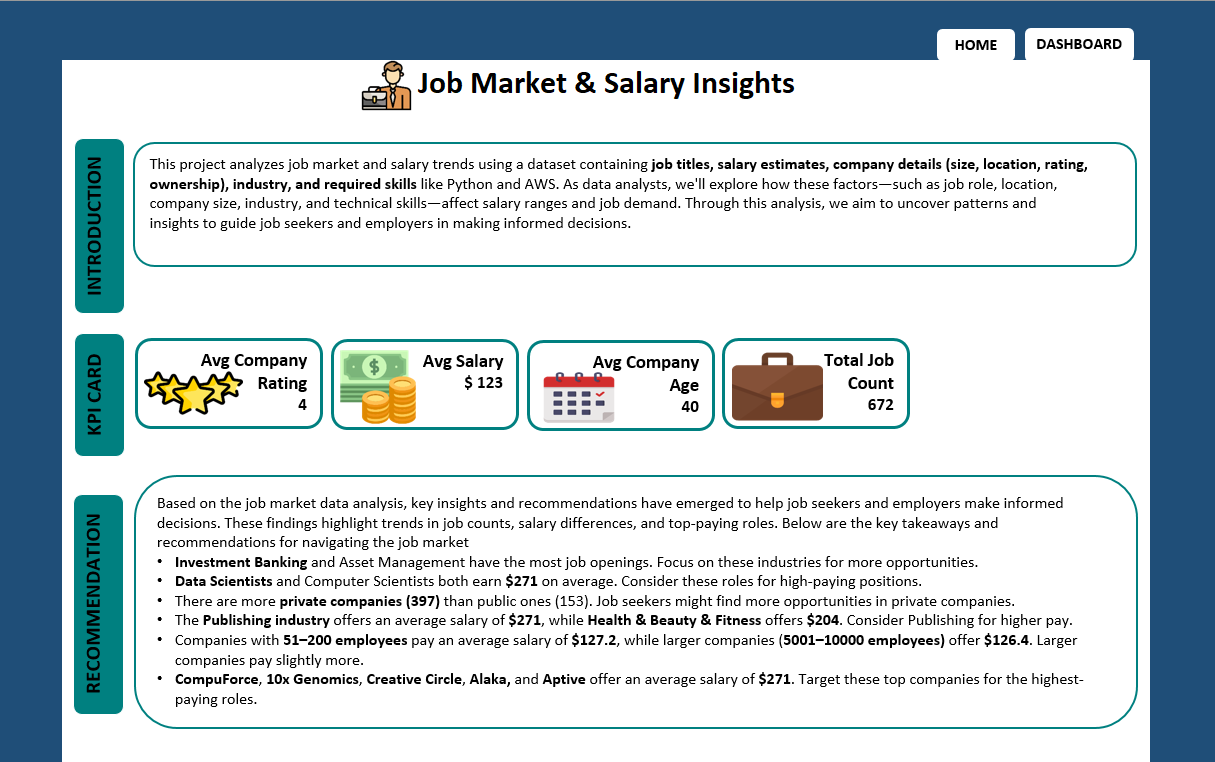 HOME
DASHBOARD
Job Market & Salary Insights
INTRODUCTION
This project analyzes job market and salary trends using a dataset containing job titles, salary estimates, company details (size, location, rating,
ownership), industry, and required skills like Python and AWS. As data analysts, we'll explore how these factors—such as job role, location,
company size, industry, and technical skills—affect salary ranges and job demand. Through this analysis, we aim to uncover patterns and
insights to guide job seekers and employers in making informed decisions.
KPI CARD
Avg Company
Rating
4
Avg Salary
$ 123
Avg Company
Age
40
Total Job
Count
672
RECOMMENDATION
Based on the job market data analysis, key insights and recommendations have emerged to help job seekers and employers make informed
decisions. These findings highlight trends in job counts, salary differences, and top-paying roles. Below are the key takeaways and
recommendations for navigating the job market
• Investment Banking and Asset Management have the most job openings. Focus on these industries for more opportunities.
• Data Scientists and Computer Scientists both earn $271 on average. Consider these roles for high-paying positions.
• There are more private companies (397) than public ones (153). Job seekers might find more opportunities in private companies.
• The Publishing industry offers an average salary of $271, while Health & Beauty & Fitness offers $204. Consider Publishing for higher pay.
• Companies with 51–200 employees pay an average salary of $127.2, while larger companies (5001–10000 employees) offer $126.4. Larger
companies pay slightly more.
• CompuForce, 10x Genomics, Creative Circle, Alaka, and Aptive offer an average salary of $271. Target these top companies for the highest-
paying roles.
$